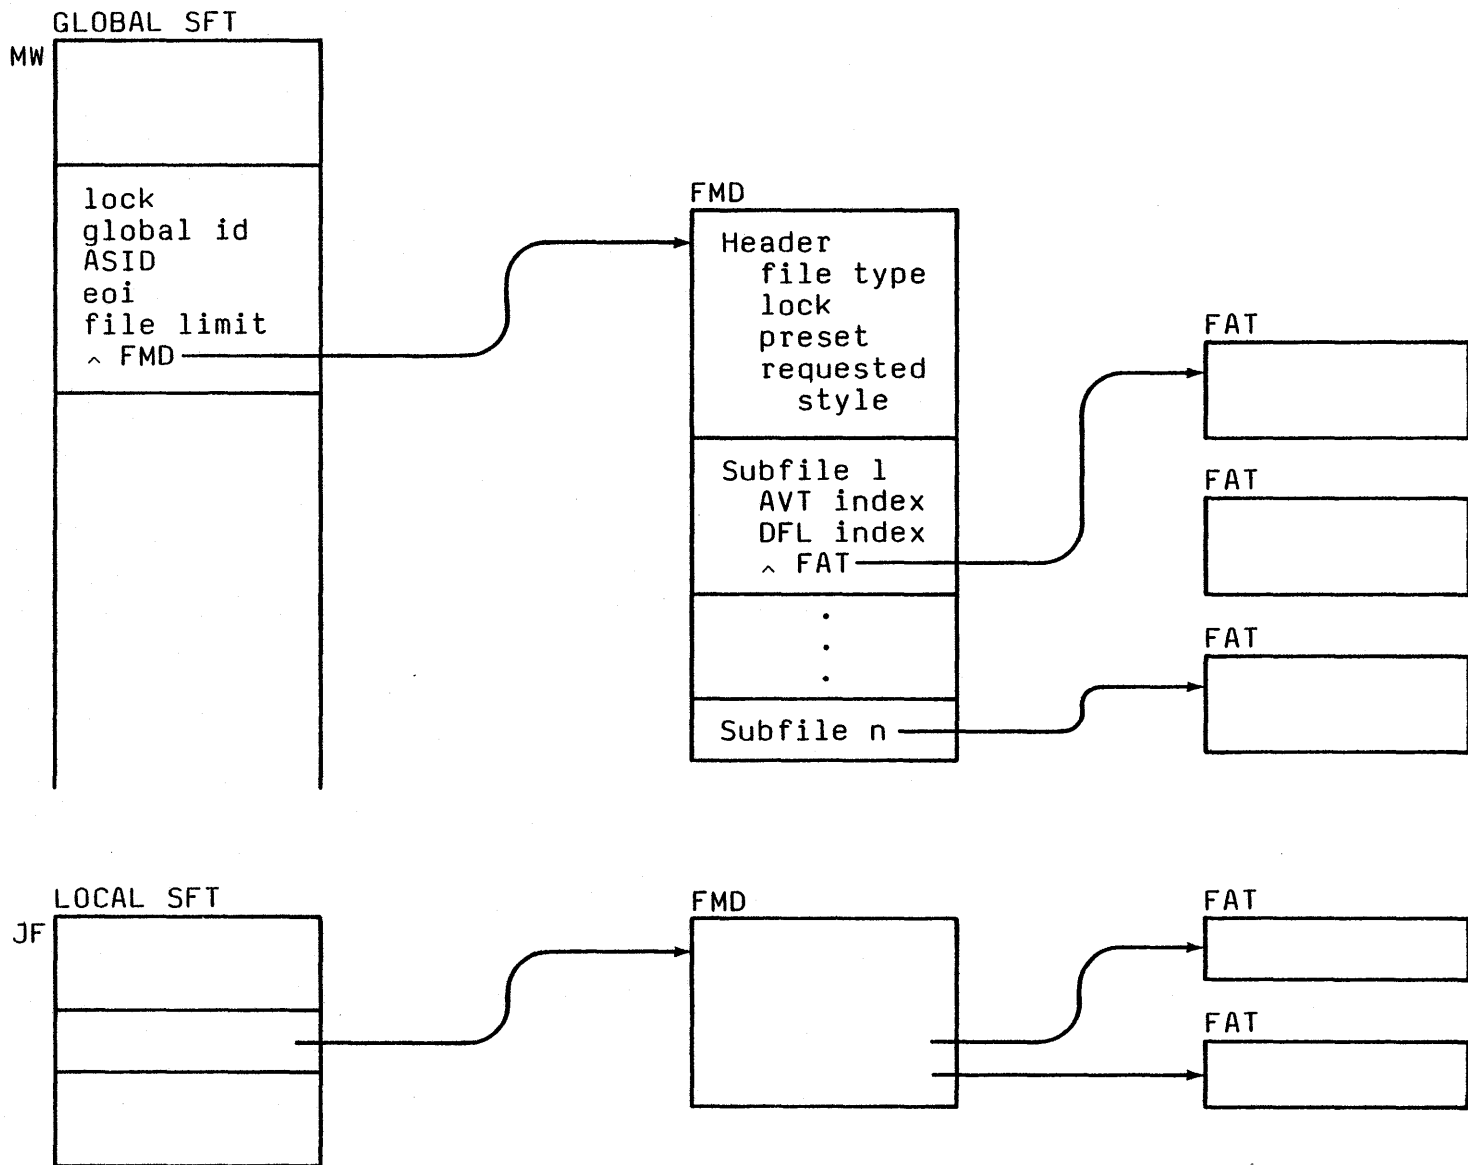 GLOBAL SFT
MW
lock
global id
ASID
eoi
file limit
^ FMD
FMD
Header
file type
lock
preset
requested
style
Subfile 1
AVT index
DFL index
^ FAT
.
.
.
Subfile n
FAT
FAT
FAT
LOCAL SFT
JF
FMD
FAT
FAT